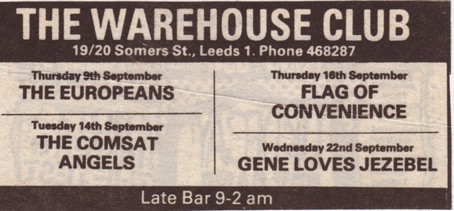 THE WAREHOUSE CLUB
19/20 Somers St., Leeds 1. Phone 468287
Thursday 9th September
THE EUROPEANS
Tuesday 14th September
THE COMSAT
ANGELS
Thursday 16th September
FLAG OF
CONVENIENCE
Wednesday 22nd September
GENE LOVES JEZEBEL
Late Bar 9-2 am